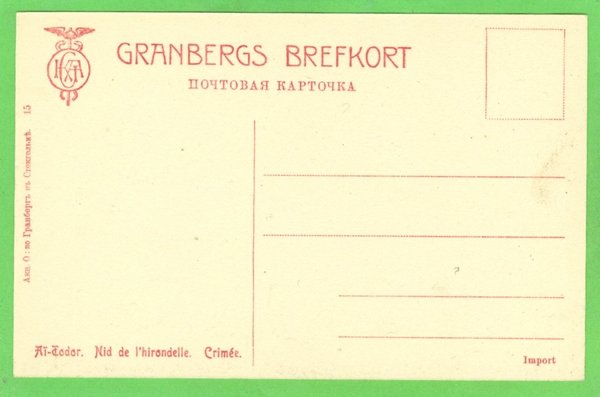 GRANBERGS BREFKORT
ПОЧТОВАЯ КАРТОЧКА
Акц. О:во Гранбергъ въ Стокгольмѣ. 15
Aï-Todor. Nid de l'hirondelle. Crimée.
Import